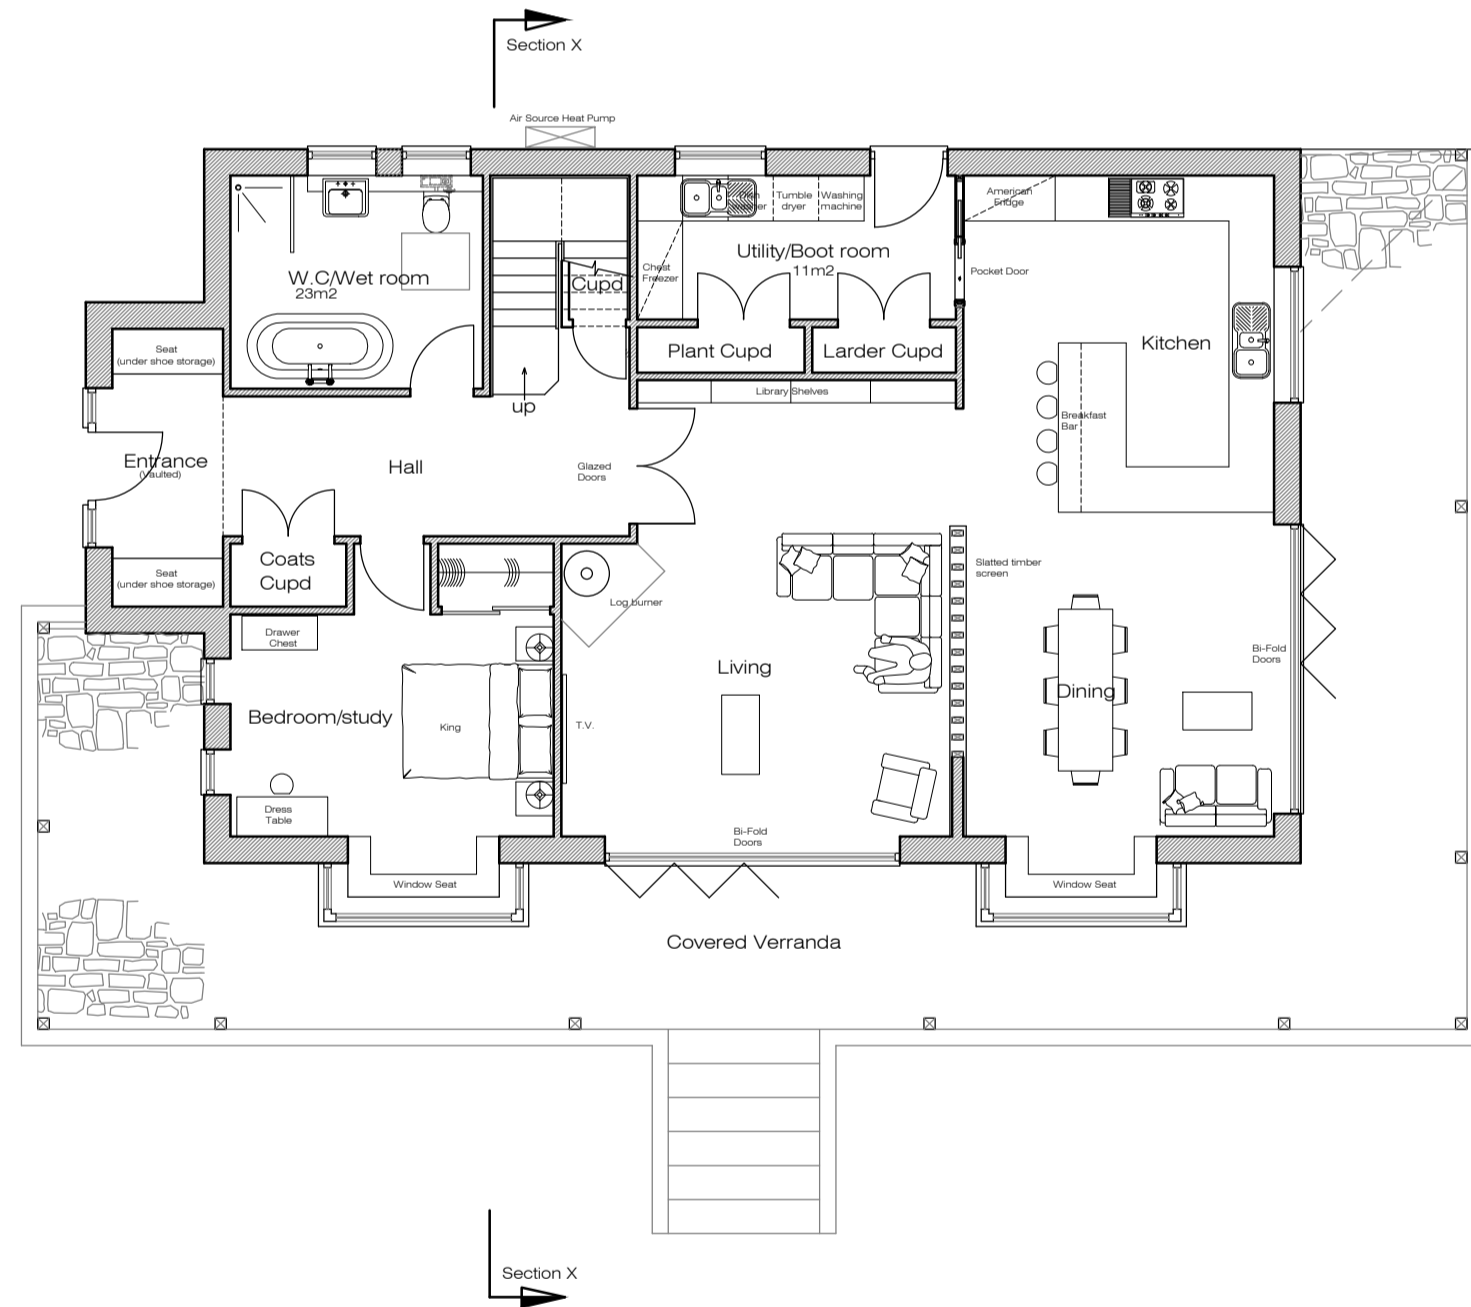 Section X
Air Source Heat Pump
Dish
washer
Tumble
dryer
Washing
machine
American
Fridge
Utility/Boot room
11m2
W.C/Wet room
23m2
Cupd
Chest
Freezer
Pocket Door
Kitchen
Seat
(under shoe storage)
Plant Cupd
Larder Cupd
Library Shelves
up
Breakfast
Bar
Entrance
(Vaulted)
Hall
Glazed
Doors
Coats
Cupd
Seat
(under shoe storage)
Log burner
Slatted timber
screen
Drawer
Chest
Living
Bi-Fold
Doors
Dining
Bedroom/study
King
T.V.
Dress
Table
Bi-Fold
Doors
Window Seat
Window Seat
Covered Verranda
Section X